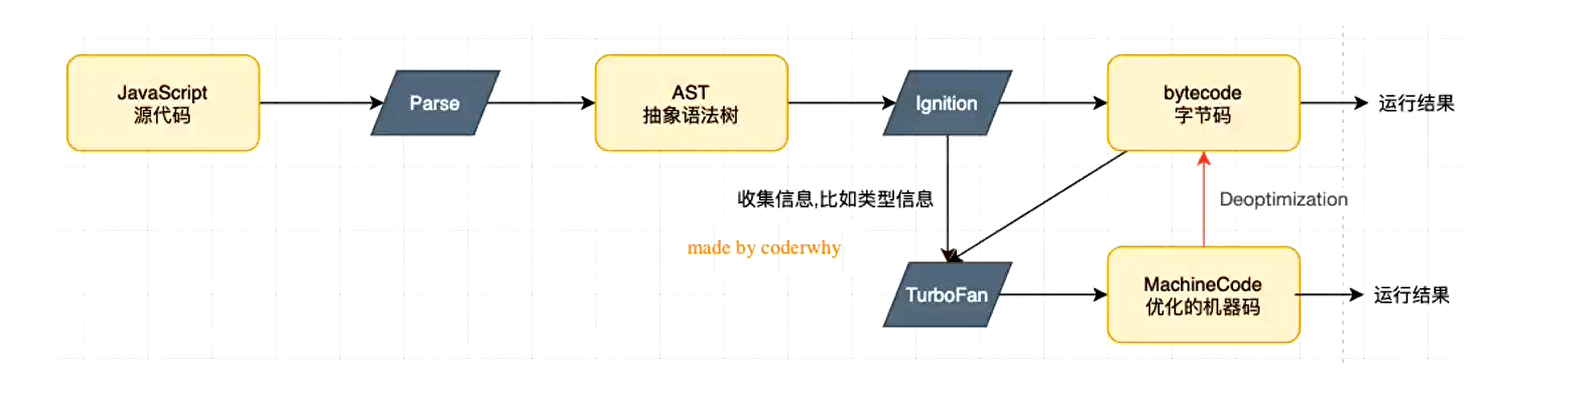 JavaScript
源代码
Parse
AST
抽象语法树
Ignition
bytecode
字节码
运行结果
收集信息,比如类型信息
Deoptimization
made by coderwhy
TurboFan
MachineCode
优化的机器码
运行结果